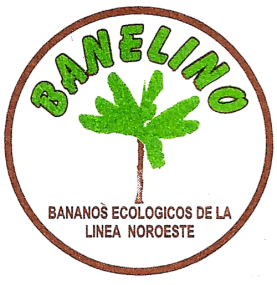 BANELINO
BANANOS ECOLOGICOS DE LA
LINEA NOROESTE